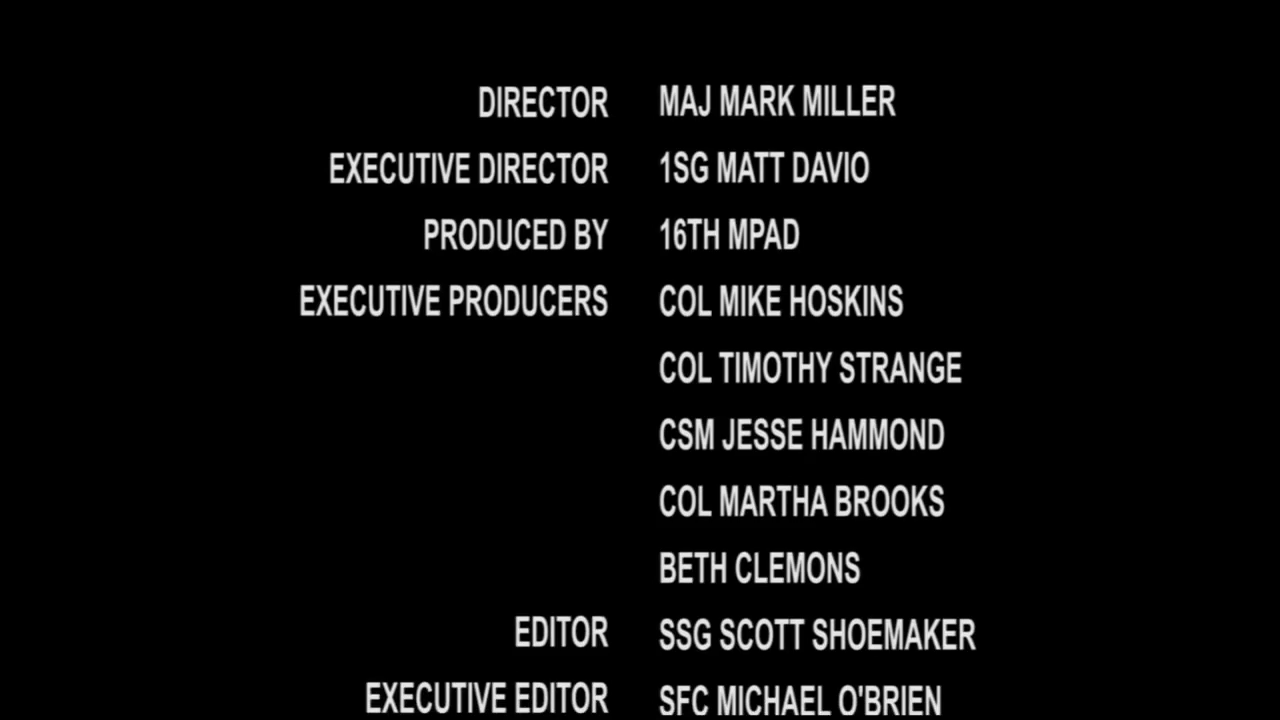 DIRECTOR MAJ MARK MILLER
EXECUTIVE DIRECTOR 1SG MATT DAVIO
PRODUCED BY 16TH MPAD
EXECUTIVE PRODUCERS COL MIKE HOSKINS
COL TIMOTHY STRANGE
CSM JESSE HAMMOND
COL MARTHA BROOKS
BETH CLEMONS
EDITOR SSG SCOTT SHOEMAKER
EXECUTIVE EDITOR SFC MICHAEL O'BRIEN